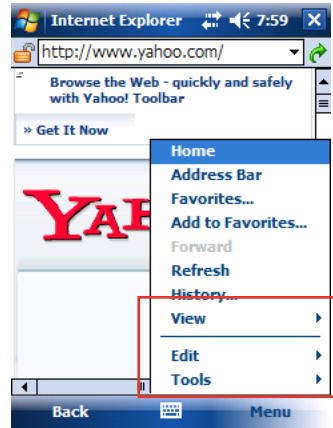 Internet Explorer 7:59
http://www.yahoo.com/
Browse the Web - quickly and safely
with Yahoo! Toolbar
» Get It Now
YA
Home
Address Bar
Favorites...
Add to Favorites...
Forward
Refresh
History...
View
Edit
Tools
Back Menu